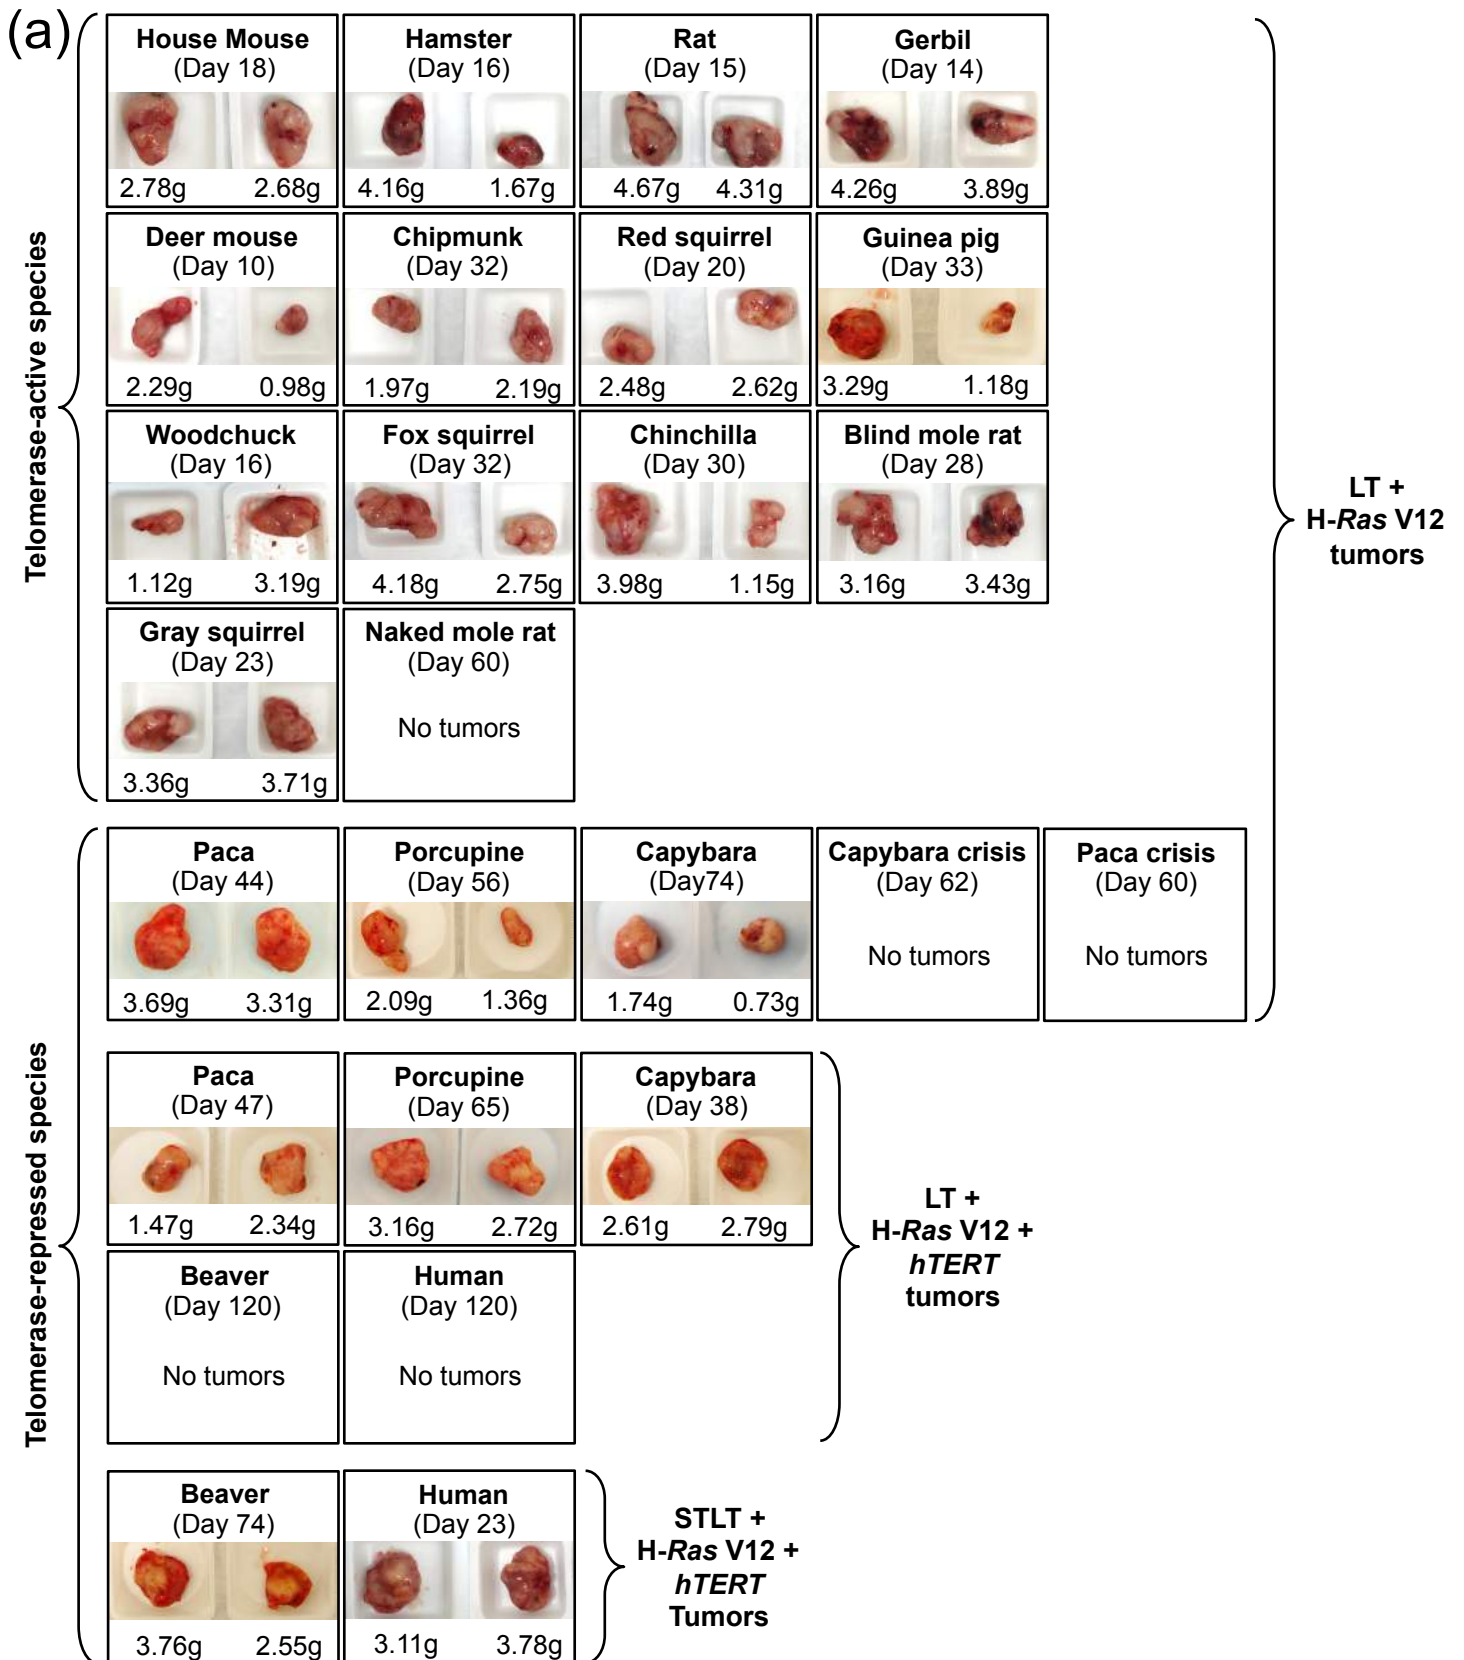 (a)
Telomerase-active species
House Mouse
(Day 18)
2.78g 2.68g
Hamster
(Day 16)
4.16g 1.67g
Rat
(Day 15)
4.67g 4.31g
Gerbil
(Day 14)
4.26g 3.89g
Deer mouse
(Day 10)
2.29g 0.98g
Chipmunk
(Day 32)
1.97g 2.19g
Red squirrel
(Day 20)
2.48g 2.62g
Guinea pig
(Day 33)
3.29g 1.18g
Woodchuck
(Day 16)
1.12g 3.19g
Fox squirrel
(Day 32)
4.18g 2.75g
Chinchilla
(Day 30)
3.98g 1.15g
Blind mole rat
(Day 28)
3.16g 3.43g
Gray squirrel
(Day 23)
3.36g 3.71g
Naked mole rat
(Day 60)
No tumors
LT +
H-Ras V12
tumors
Telomerase-repressed species
Paca
(Day 44)
3.69g 3.31g
Porcupine
(Day 56)
2.09g 1.36g
Capybara
(Day74)
1.74g 0.73g
Capybara crisis
(Day 62)
No tumors
Paca crisis
(Day 60)
No tumors
Paca
(Day 47)
1.47g 2.34g
Porcupine
(Day 65)
3.16g 2.72g
Capybara
(Day 38)
2.61g 2.79g
Beaver
(Day 120)
No tumors
Human
(Day 120)
No tumors
LT +
H-Ras V12 +
hTERT
tumors
Beaver
(Day 74)
3.76g 2.55g
Human
(Day 23)
3.11g 3.78g
STLT +
H-Ras V12 +
hTERT
Tumors